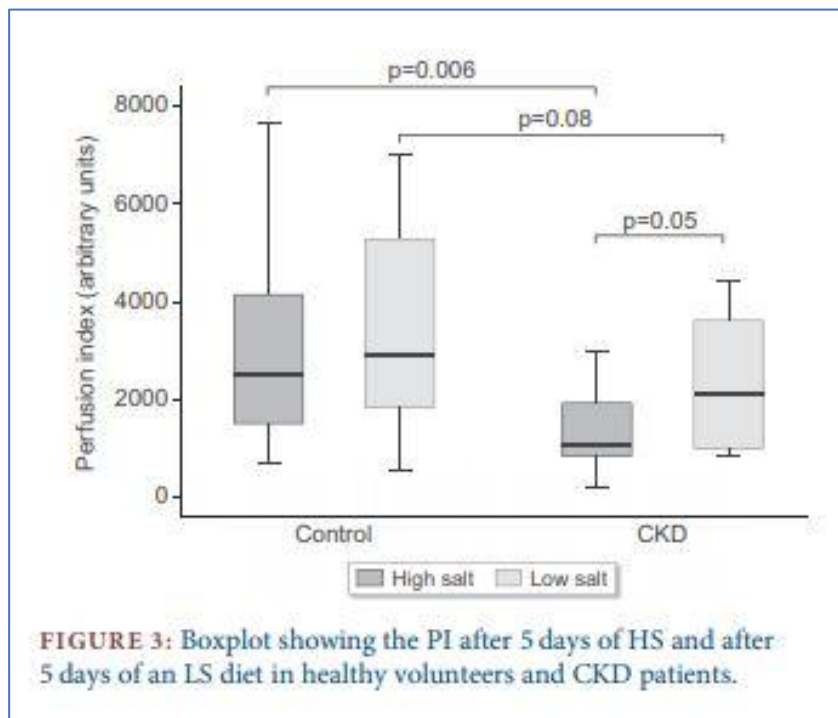 p=0.006
8000
p=0.08
6000
p=0.05
4000
2000
0
Perfusion index (arbitrary units)
Control CKD
High salt Low salt
FIGURE 3: Boxplot showing the PI after 5 days of HS and after
5 days of an LS diet in healthy volunteers and CKD patients.